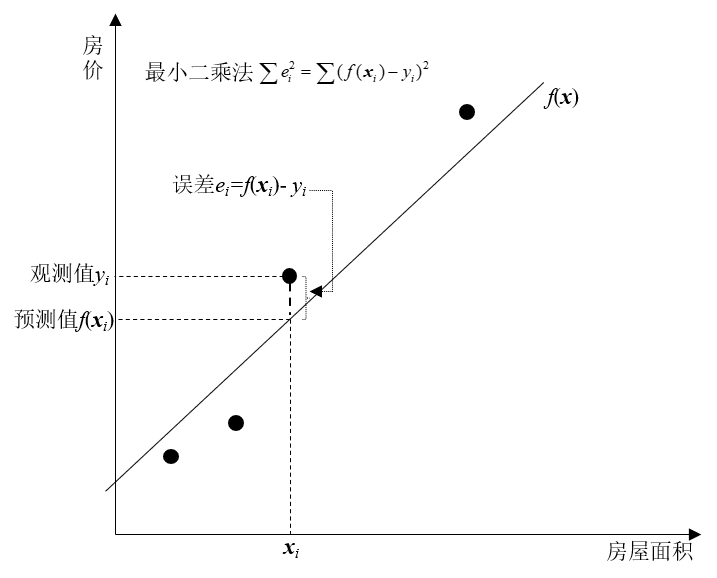 房
价
最小二乘法 ∑eᵢ² = ∑(f(xᵢ)−yᵢ)²
f(x)
误差eᵢ=f(xᵢ)- yᵢ
观测值yᵢ
预测值f(xᵢ)
xᵢ
房屋面积